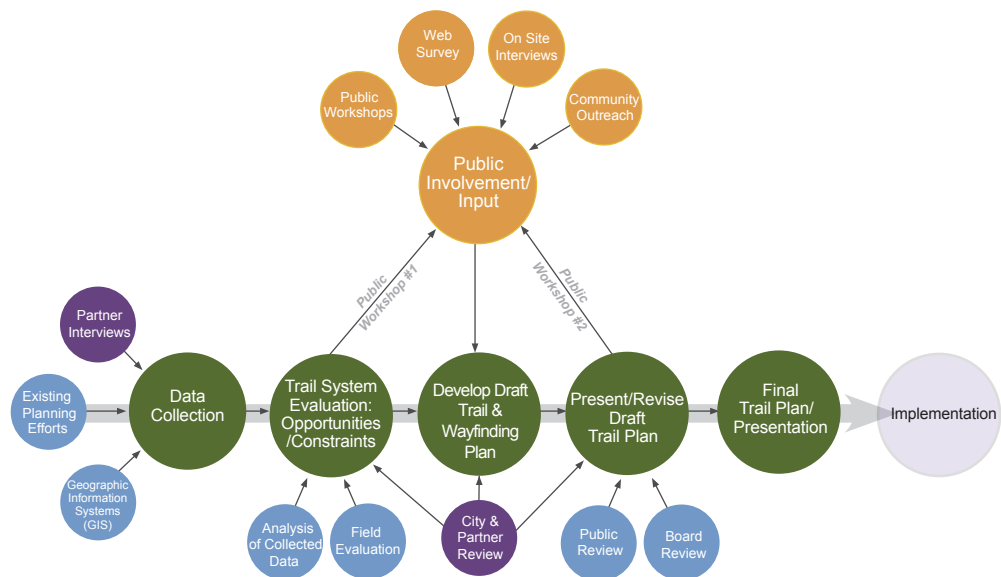 Web
Survey
On Site
Interviews
Public
Workshops
Community
Outreach
Public
Involvement/
Input
Public
Workshop #1
Public
Workshop #2
Partner
Interviews
Existing
Planning
Efforts
Geographic
Information
Systems
(GIS)
Data
Collection
Trail System
Evaluation:
Opportunities
/Constraints
Develop Draft
Trail &
Wayfinding
Plan
Present/Revise
Draft
Trail Plan
Final
Trail Plan/
Presentation
Implementation
Analysis
of Collected
Data
Field
Evaluation
City &
Partner
Review
Public
Review
Board
Review